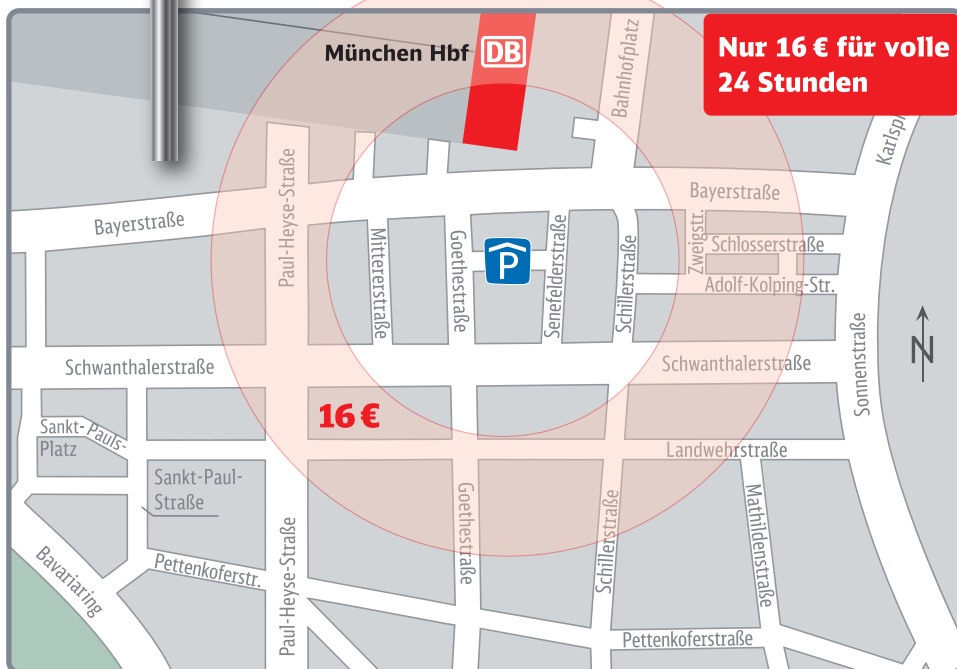 München Hbf
DB
Bahnhofplatz
Nur 16 € für volle
24 Stunden
Bayerstraße
Bayerstraße
Paul-Heyse-Straße
Mittererstraße
Goethestraße
P
Senefelderstraße
Schillerstraße
Zweigstr.
Schlosserstraße
Adolf-Kolping-Str.
Schwanthalerstraße
Schwanthalerstraße
Sonnenstraße
N
16 €
Sankt-Pauls-
Platz
Landwehrstraße
Sankt-Paul-
Straße
Goethestraße
Schillerstraße
Mathildenstraße
Paul-Heyse-Straße
Bavariaring
Pettenkoferstr.
Pettenkoferstraße